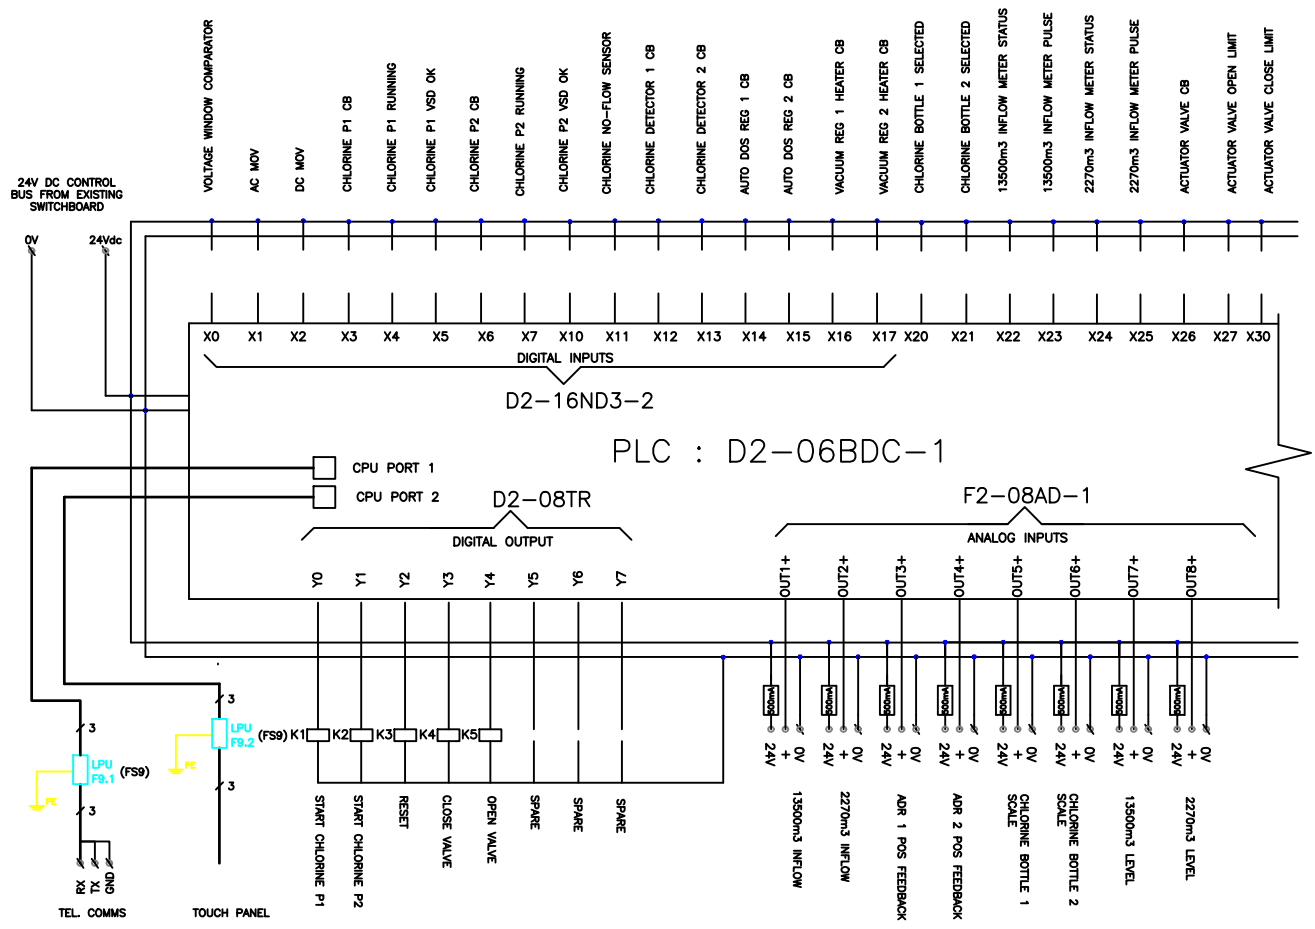 VOLTAGE WINDOW COMPARATOR
AC MOV
DC MOV
CHLORINE P1 CB
CHLORINE P1 RUNNING
CHLORINE P1 VSD OK
CHLORINE P2 CB
CHLORINE P2 RUNNING
CHLORINE P2 VSD OK
CHLORINE NO-FLOW SENSOR
CHLORINE DETECTOR 1 CB
CHLORINE DETECTOR 2 CB
AUTO DOS REG 1 CB
AUTO DOS REG 2 CB
VACUUM REG 1 HEATER CB
VACUUM REG 2 HEATER CB
CHLORINE BOTTLE 1 SELECTED
CHLORINE BOTTLE 2 SELECTED
13500m3 INFLOW METER STATUS
13500m3 INFLOW METER PULSE
2270m3 INFLOW METER STATUS
2270m3 INFLOW METER PULSE
ACTUATOR VALVE CB
ACTUATOR VALVE OPEN LIMIT
ACTUATOR VALVE CLOSE LIMIT
24V DC CONTROL
BUS FROM EXISTING
SWITCHBOARD
0V 24Vdc
X0 X1 X2 X3 X4 X5 X6 X7 X10 X11 X12 X13 X14 X15 X16 X17 X20 X21 X22 X23 X24 X25 X26 X27 X30
DIGITAL INPUTS
D2-16ND3-2
PLC : D2-06BDC-1
CPU PORT 1
CPU PORT 2
D2-08TR
DIGITAL OUTPUT
F2-08AD-1
ANALOG INPUTS
Y0 Y1 Y2 Y3 Y4 Y5 Y6 Y7
OUT1+ OUT2+ OUT3+ OUT4+ OUT5+ OUT6+ OUT7+ OUT8+
500mA 500mA 500mA 500mA 500mA 500mA 500mA 500mA
3
3
LPU
F9.2
(FS9)
PE
K1 K2 K3 K4 K5
LPU
F9.1
(FS9)
PE
3
3
24V + 0V 24V + 0V 24V + 0V 24V + 0V 24V + 0V 24V + 0V 24V + 0V 24V + 0V
START CHLORINE P1
START CHLORINE P2
RESET
CLOSE VALVE
OPEN VALVE
SPARE
SPARE
SPARE
13500m3 INFLOW
2270m3 INFLOW
ADR 1 POS FEEDBACK
ADR 2 POS FEEDBACK
CHLORINE BOTTLE 1
SCALE
CHLORINE BOTTLE 2
SCALE
13500m3 LEVEL
2270m3 LEVEL
RX TX GND
TEL. COMMS
TOUCH PANEL